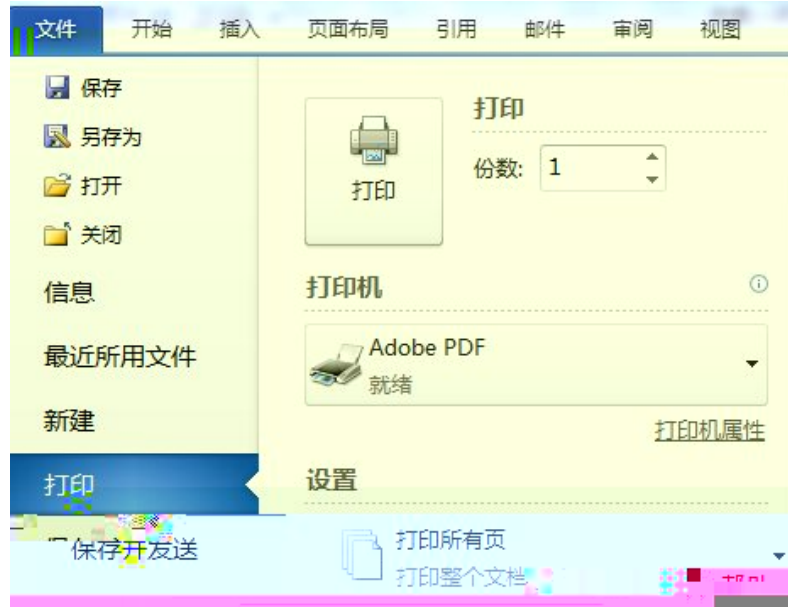 文件 开始 插入 页面布局 引用 邮件 审阅 视图
保存
另存为
打开
关闭
信息
最近所用文件
新建
打印
保存并发送
打印
打印
份数: 1
打印机
Adobe PDF
就绪
打印机属性
设置
打印所有页
打印整个文档